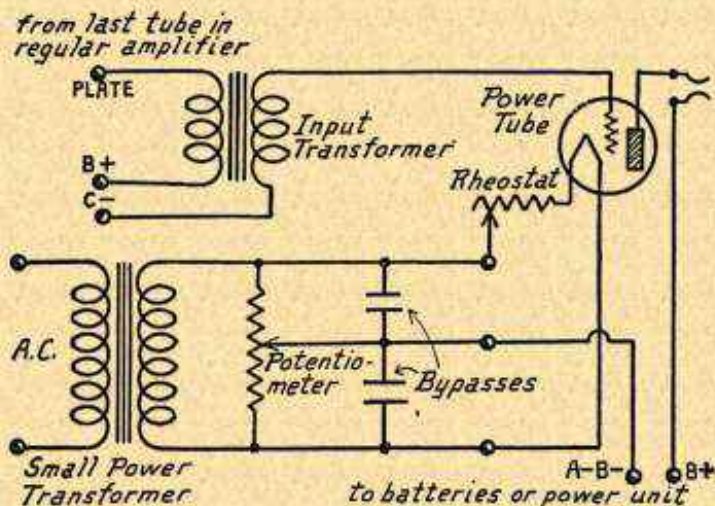 from last tube in
regular amplifier
PLATE
Input
Transformer
Power
Tube
B+
C-
Rheostat
A.C.
Potentio-
meter
Bypasses
Small Power
Transformer
A-B-
B+
to batteries or power unit